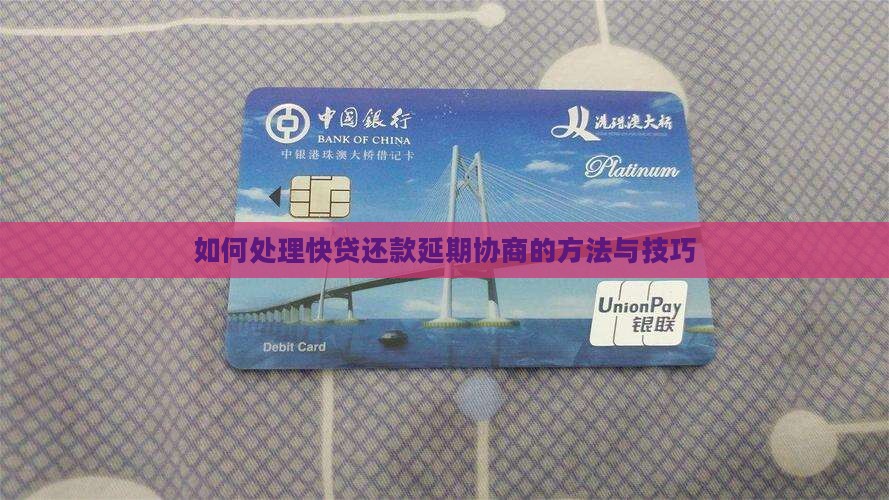 中国银行
BANK OF CHINA
中银港珠澳大桥借记卡
港珠澳大桥
Platinum
如何处理快贷还款延期协商的方法与技巧
UnionPay
银联
Debit Card